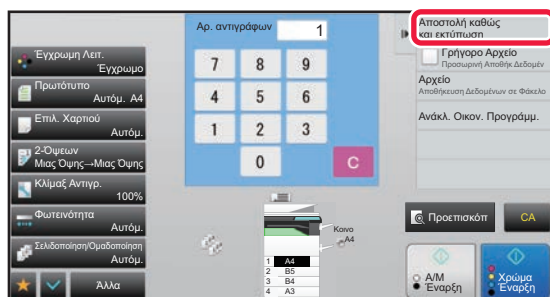 Έγχρωμη Λειτ.
Έγχρωμο
Πρωτότυπο
Αυτόμ. A4
Επιλ. Χαρτιού
Αυτόμ.
2-Όψεων
Μιας Όψης→Μιας Όψης
Κλίμαξ Αντιγρ.
100%
Φωτεινότητα
Αυτόμ.
Σελιδοποίηση/Ομαδοποίηση
Αυτόμ.
Άλλα
Αρ. αντιγράφων 1
7 8 9
4 5 6
1 2 3
0 C
Κοινο
A4
1 A4
2 B5
3 B4
4 A3
Αποστολή καθώς
και εκτύπωση
Γρήγορο Αρχείο
Προσωρινή Αποθήκ Δεδομέν
Αρχείο
Αποθήκευση Δεδομένων σε Φάκελο
Ανάκλ. Οικον. Προγράμμ.
Προεπισκόπ
CA
Α/Μ
Έναρξη
Χρώμα
Έναρξη